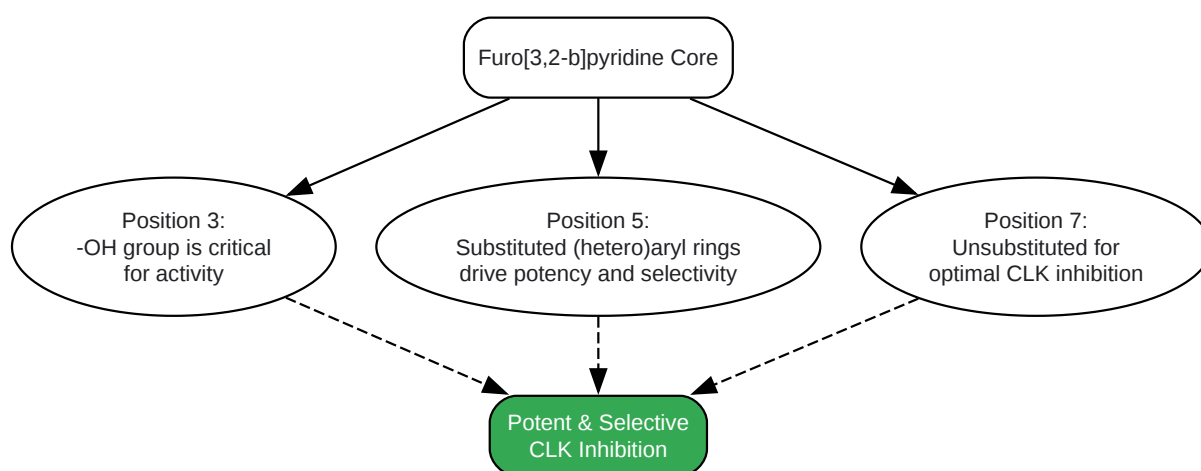 Furo[3,2-b]pyridine Core
Position 3:
-OH group is critical
for activity
Position 5:
Substituted (hetero)aryl rings
drive potency and selectivity
Position 7:
Unsubstituted for
optimal CLK inhibition
Potent & Selective
CLK Inhibition